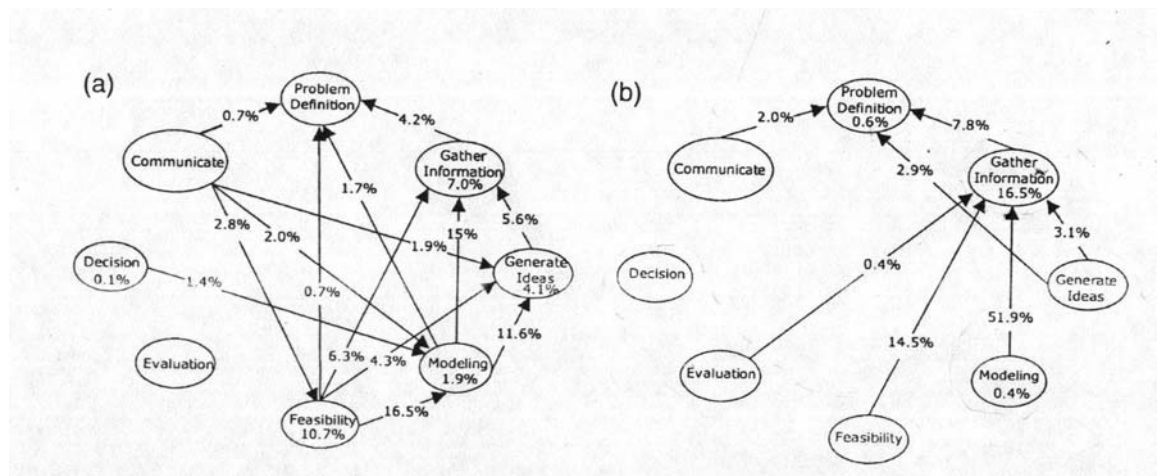 (a)
Problem
Definition
0.7%
4.2%
Communicate
Gather
Information
7.0%
1.7%
2.8%
2.0%
15%
5.6%
1.9%
Decision
0.1%
1.4%
Generate
Ideas
4.1%
0.7%
11.6%
Evaluation
6.3%
4.3%
Modeling
1.9%
Feasibility
10.7%
16.5%
(b)
Problem
Definition
0.6%
2.0%
7.8%
Communicate
Gather
Information
16.5%
2.9%
3.1%
Decision
0.4%
Generate
Ideas
51.9%
14.5%
Evaluation
Modeling
0.4%
Feasibility